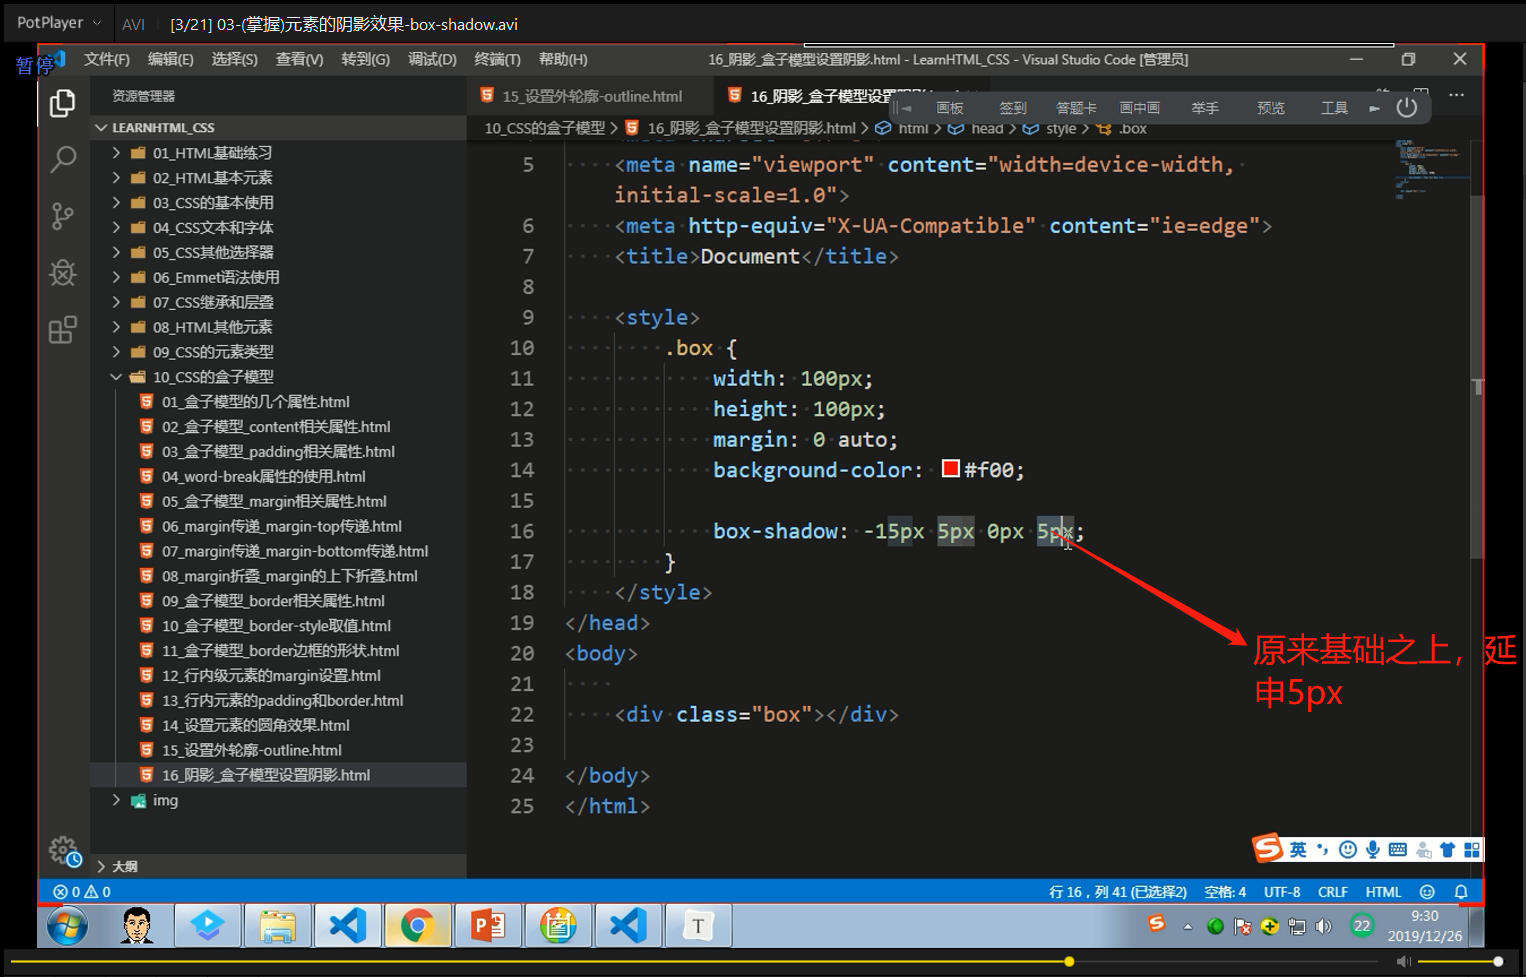 PotPlayer
AVI
[3/21] 03-(掌握)元素的阴影效果-box-shadow.avi
暂停
文件(F) 编辑(E) 选择(S) 查看(V) 转到(G) 调试(D) 终端(T) 帮助(H)
16_阴影_盒子模型设置阴影.html - LearnHTML_CSS - Visual Studio Code [管理员]
资源管理器
15_设置外轮廓-outline.html
16_阴影_盒子模型设置
画板 签到 答题卡 画中画 举手 预览 工具
10_CSS的盒子模型 > 16_阴影_盒子模型设置阴影.html > html > head > style > .box
LEARNHTML_CSS
01_HTML基础练习
02_HTML基本元素
03_CSS的基本使用
04_CSS文本和字体
05_CSS其他选择器
06_Emmet语法使用
07_CSS继承和层叠
08_HTML其他元素
09_CSS的元素类型
10_CSS的盒子模型
01_盒子模型的几个属性.html
02_盒子模型_content相关属性.html
03_盒子模型_padding相关属性.html
04_word-break属性的使用.html
05_盒子模型_margin相关属性.html
06_margin传递_margin-top传递.html
07_margin传递_margin-bottom传递.html
08_margin折叠_margin的上下折叠.html
09_盒子模型_border相关属性.html
10_盒子模型_border-style取值.html
11_盒子模型_border边框的形状.html
12_行内级元素的margin设置.html
13_行内元素的padding和border.html
14_设置元素的圆角效果.html
15_设置外轮廓-outline.html
16_阴影_盒子模型设置阴影.html
img
大纲
5 <meta name="viewport" content="width=device-width,
initial-scale=1.0">
6 <meta http-equiv="X-UA-Compatible" content="ie=edge">
7 <title>Document</title>
8
9 <style>
10 .box {
11 width: 100px;
12 height: 100px;
13 margin: 0 auto;
14 background-color: #f00;
15
16 box-shadow: -15px 5px 0px 5px;
17 }
18 </style>
19 </head>
20 <body>
21
22 <div class="box"></div>
23
24 </body>
25 </html>
原来基础之上，延
申5px
英
0 0
行 16，列 41 (已选择2) 空格: 4 UTF-8 CRLF HTML
T
22
9:30
2019/12/26